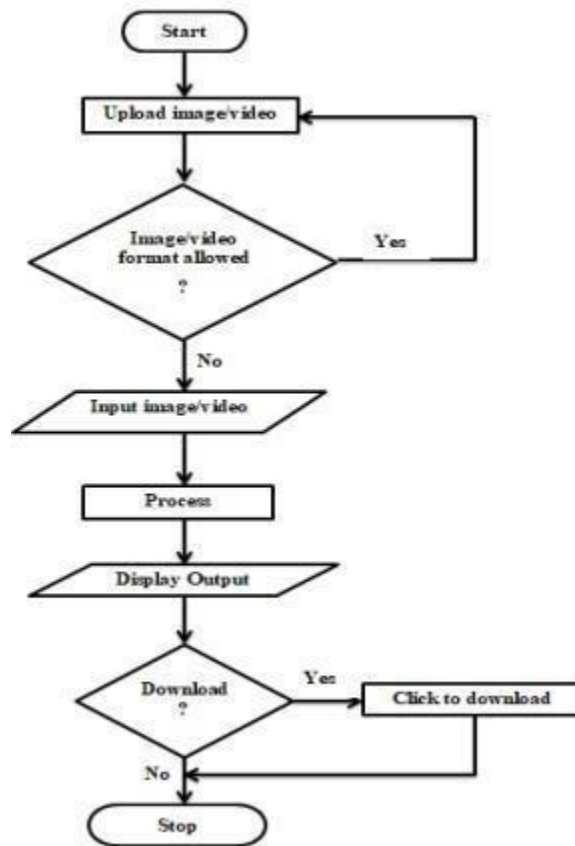 Start
Upload image/video
Image/video
format allowed
?
Yes
No
Input image/video
Process
Display Output
Download
?
Yes
Click to download
No
Stop